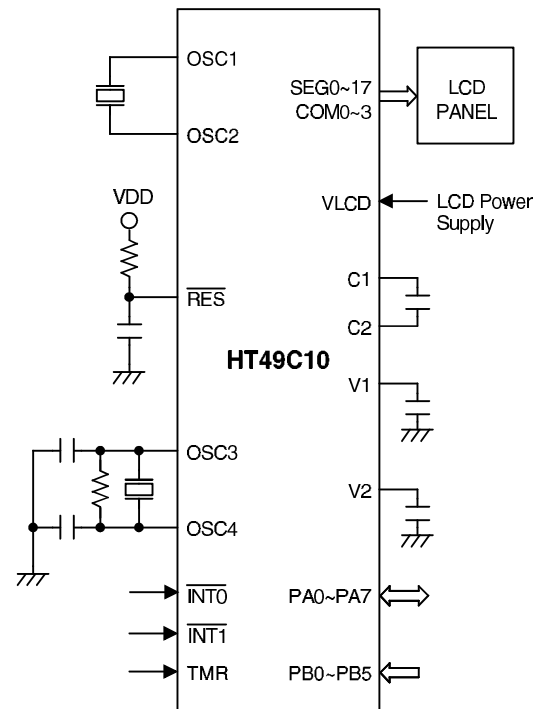 OSC1
OSC2
VDD
RES
OSC3
OSC4
INT0
INT1
TMR
HT49C10
SEG0~17
COM0~3
LCD
PANEL
VLCD
LCD Power
Supply
C1
C2
V1
V2
PA0~PA7
PB0~PB5